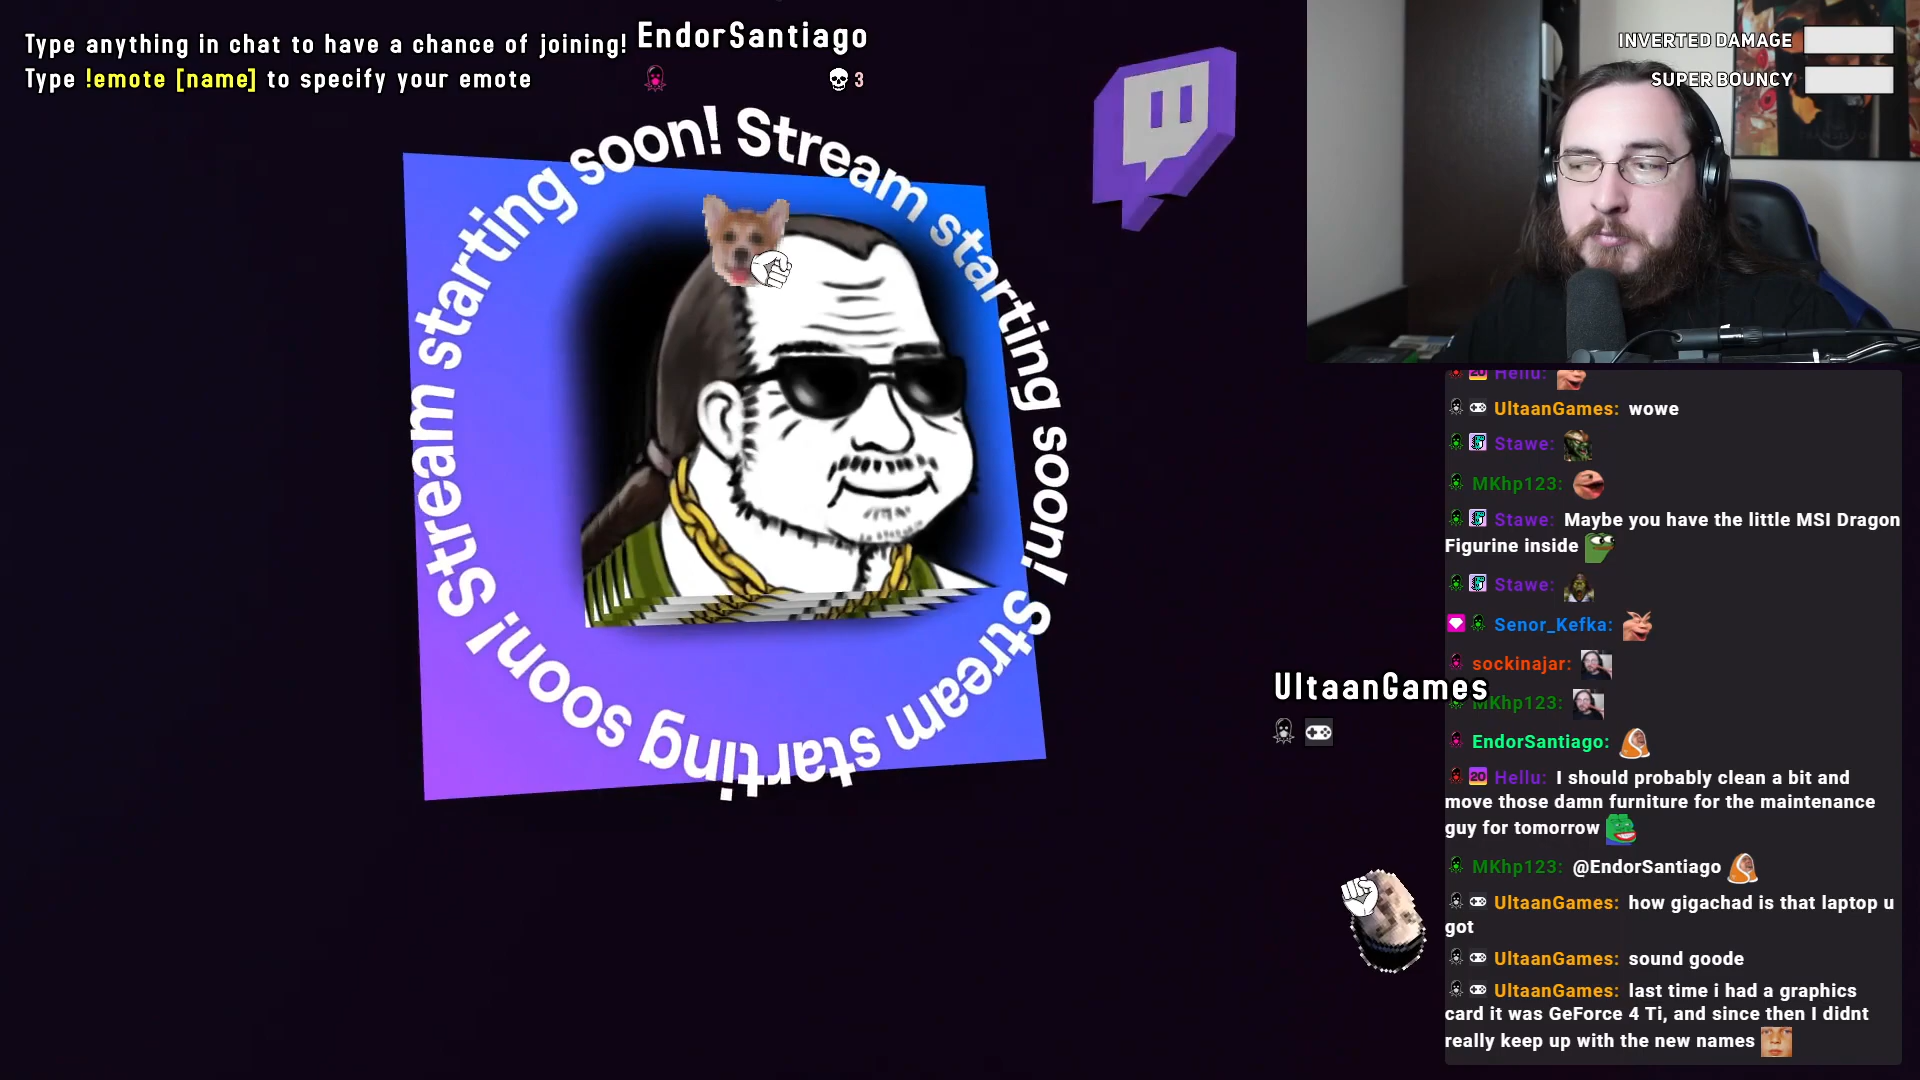 Type anything in chat to have a chance of joining!
Type !emote [name] to specify your emote
EndorSantiago
3
INVERTED DAMAGE
SUPER BOUNCY
Stream starting soon! Stream starting soon! Stream starting soon! Stream starting soon!
UltaanGames
20 Hellu:
UltaanGames: wowe
Stawe:
MKhp123:
Stawe: Maybe you have the little MSI Dragon
Figurine inside
Stawe:
Senor_Kefka:
sockinajar:
MKhp123:
EndorSantiago:
20 Hellu: I should probably clean a bit and
move those damn furniture for the maintenance
guy for tomorrow
MKhp123: @EndorSantiago
UltaanGames: how gigachad is that laptop u
got
UltaanGames: sound goode
UltaanGames: last time i had a graphics
card it was GeForce 4 Ti, and since then I didnt
really keep up with the new names